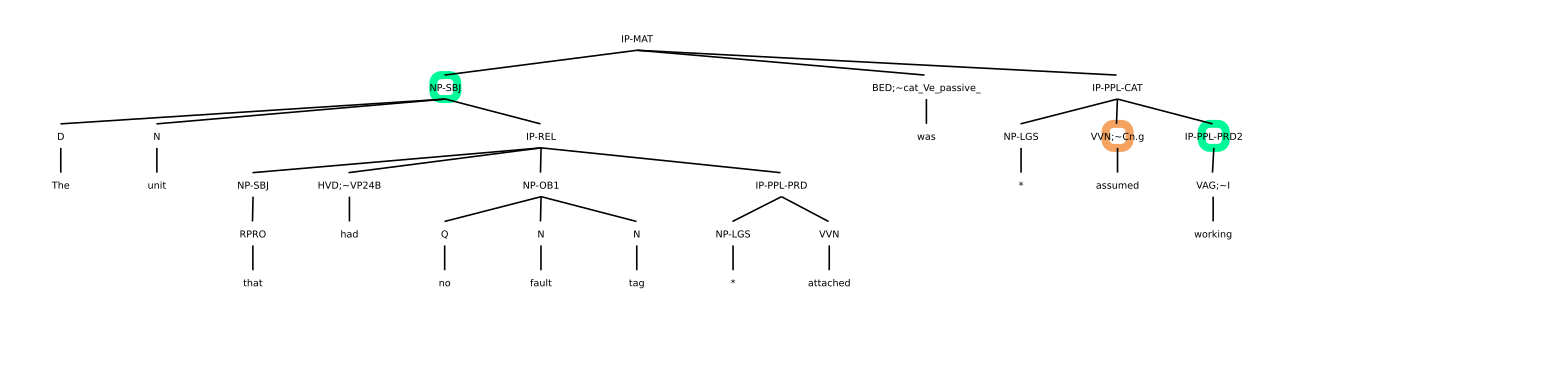 IP-MAT
NP-SBJ BED;~cat_Ve_passive_ IP-PPL-CAT
D N IP-REL was NP-LGS VVN;~Cn.g IP-PPL-PRD2
The unit NP-SBJ HVD;~VP24B NP-OB1 IP-PPL-PRD * assumed VAG;~I
RPRO had Q N N NP-LGS VVN working
that no fault tag * attached